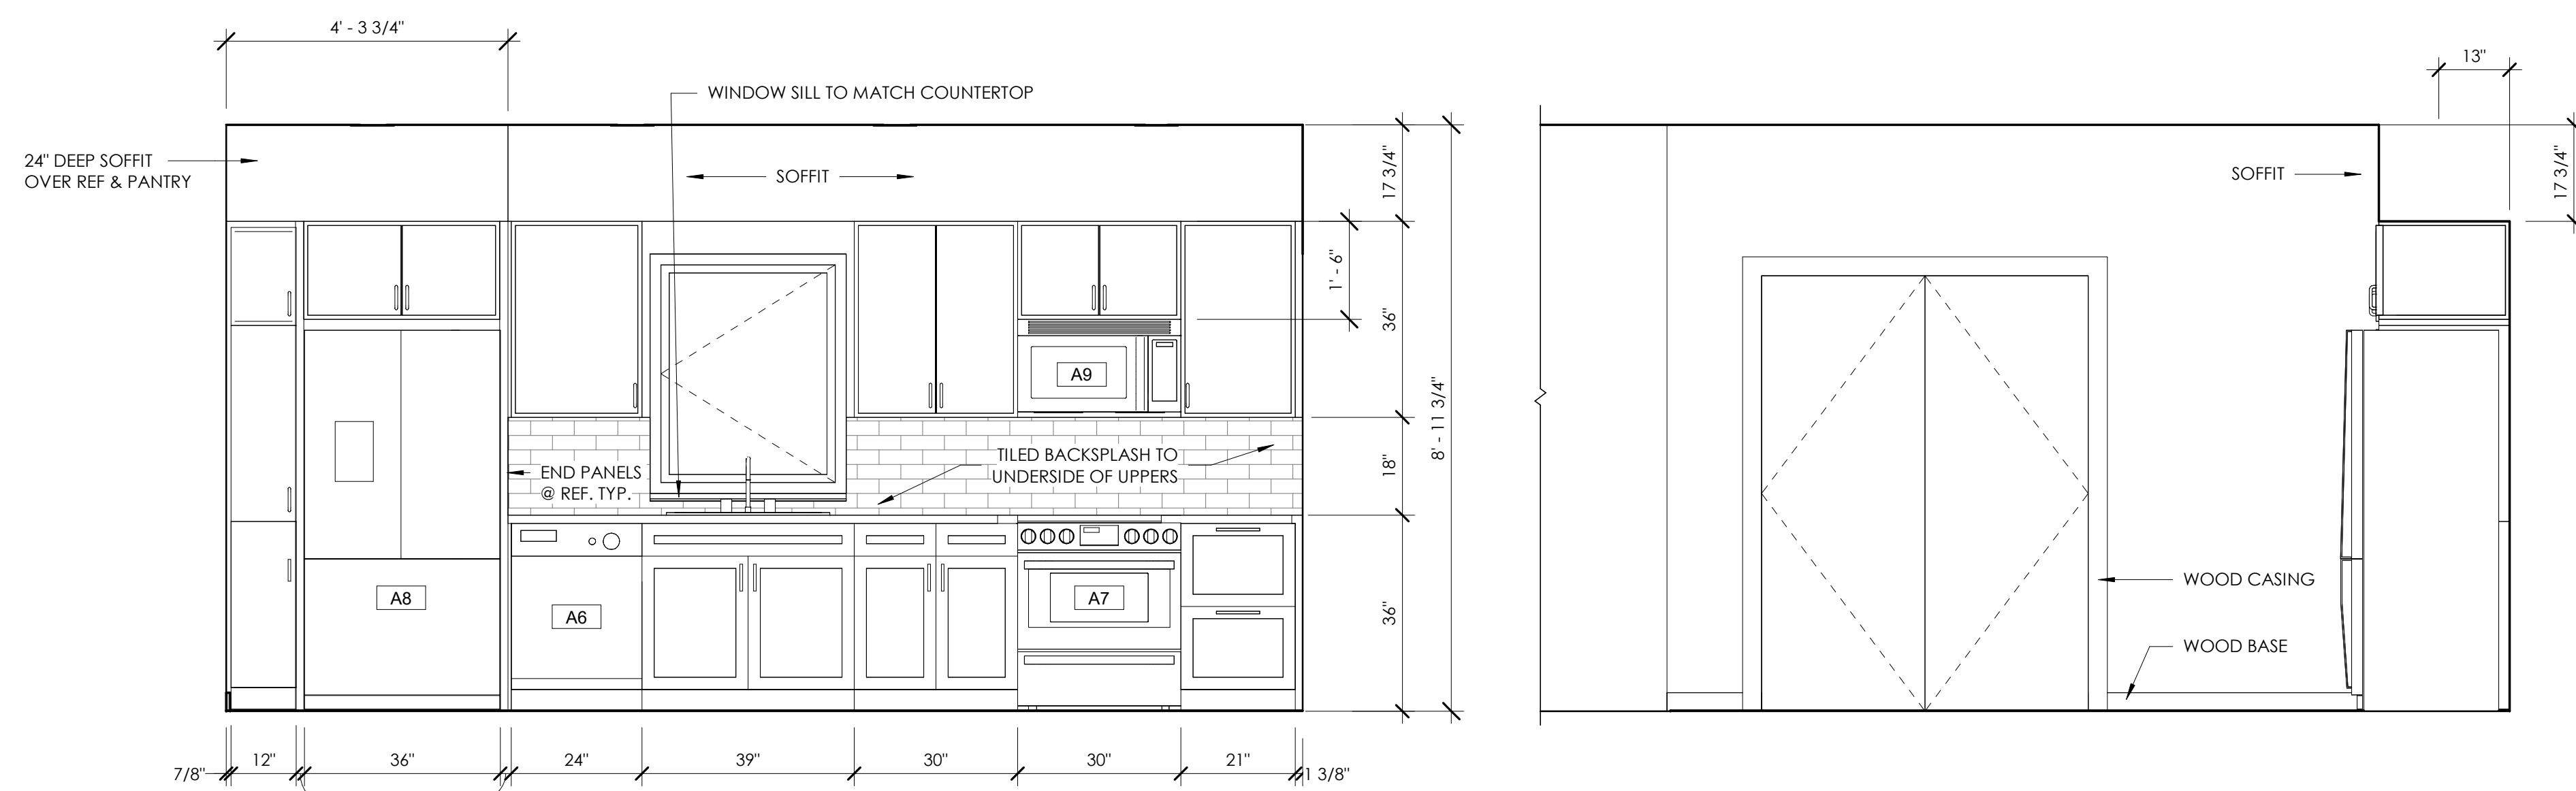 4' - 3 3/4"
13"
WINDOW SILL TO MATCH COUNTERTOP
24" DEEP SOFFIT
OVER REF & PANTRY
SOFFIT
17 3/4"
SOFFIT
17 3/4"
1' - 6"
36"
8' - 11 3/4"
A9
END PANELS
@ REF. TYP.
TILED BACKSPLASH TO
UNDERSIDE OF UPPERS
18"
A8
A6
A7
36"
WOOD CASING
WOOD BASE
7/8"
12"
36"
24"
39"
30"
30"
21"
1 3/8"